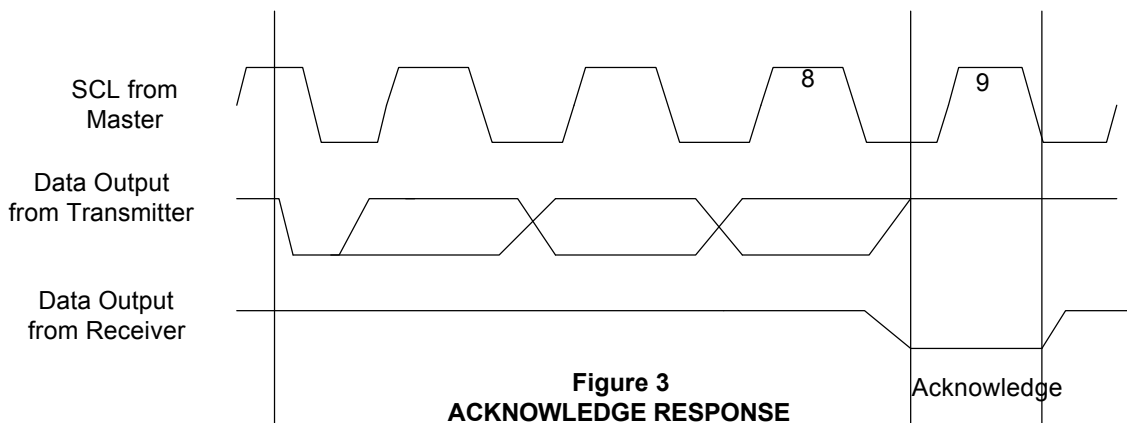 SCL from
Master
8
9
Data Output
from Transmitter
Data Output
from Receiver
Figure 3
ACKNOWLEDGE RESPONSE
Acknowledge